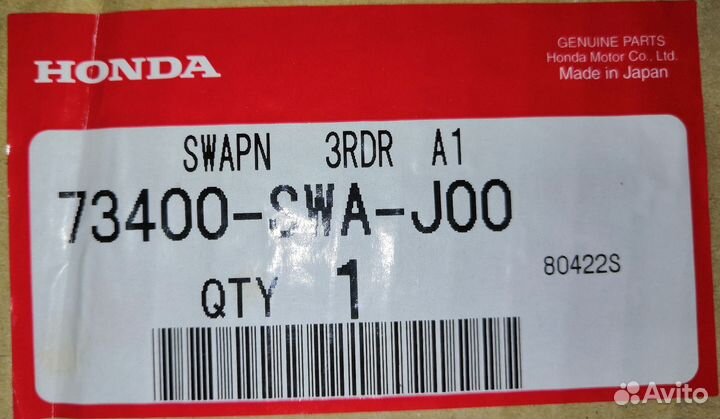 HONDA
GENUINE PARTS
Honda Motor Co., Ltd.
Made in Japan
SWAPN 3RDR A1
73400-SWA-J00
80422S
QTY 1
Avito